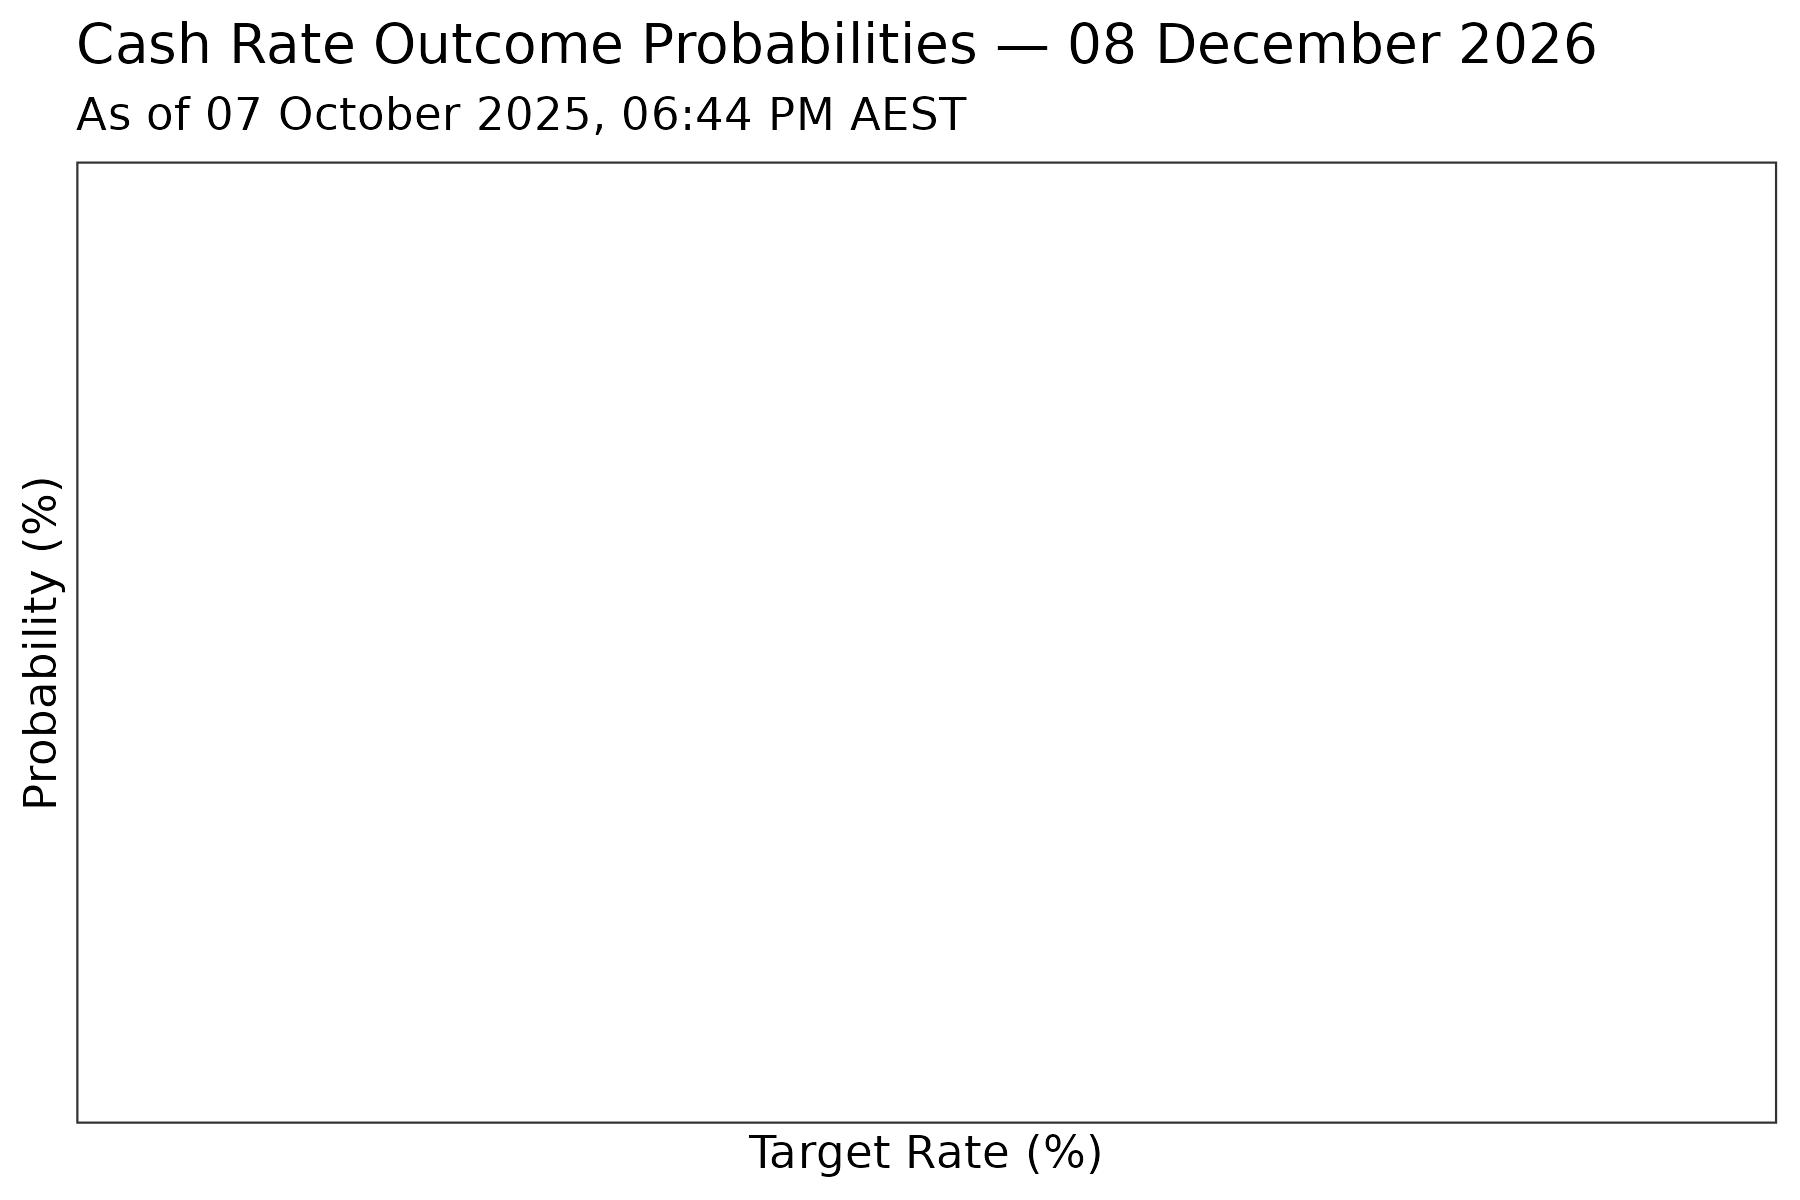 Cash Rate Outcome Probabilities — 08 December 2026
As of 07 October 2025, 06:44 PM AEST
Probability (%)
Target Rate (%)